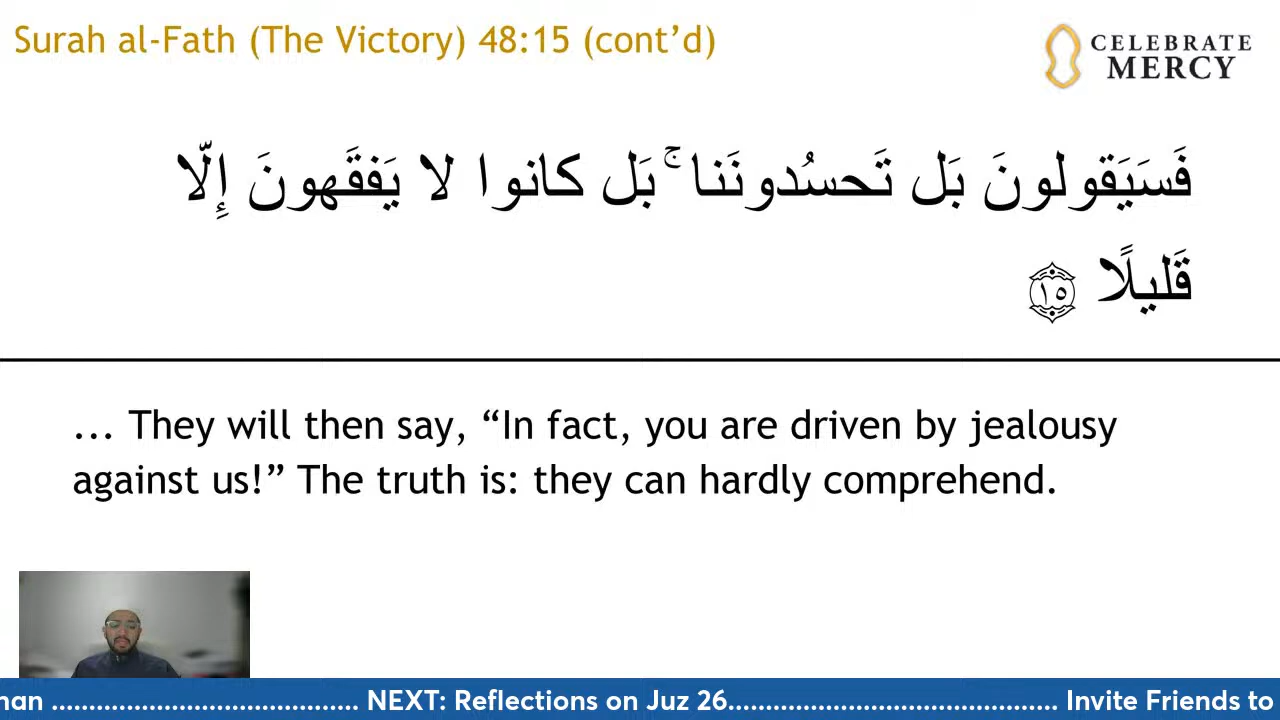 Surah al-Fath (The Victory) 48:15 (cont’d)
CELEBRATE
MERCY
فَسَيَقولونَ بَل تَحسُدونَنا ۚ بَل كانوا لا يَفقَهونَ إِلّا
قَليلًا ١٥
... They will then say, “In fact, you are driven by jealousy
against us!” The truth is: they can hardly comprehend.
nan ......................................... NEXT: Reflections on Juz 26............................................. Invite Friends to